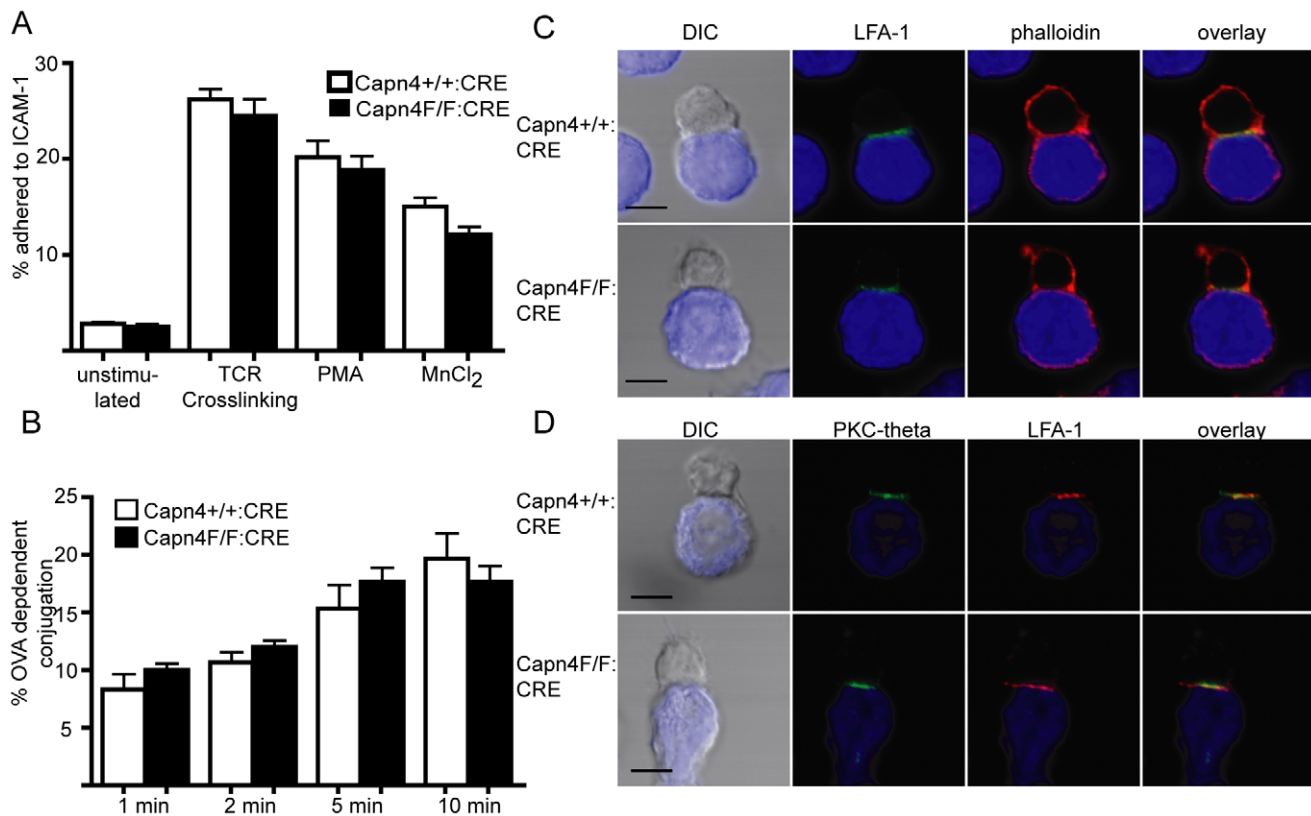 A
% adhered to ICAM-1
30
20
10
Capn4+/+:CRE
Capn4F/F:CRE
unstimu-
lated
TCR
Crosslinking
PMA
MnCl2
B
% OVA depdendent
conjugation
25
20
15
10
5
Capn4+/+:CRE
Capn4F/F:CRE
1 min
2 min
5 min
10 min
C
DIC
LFA-1
phalloidin
overlay
Capn4+/+:
CRE
Capn4F/F:
CRE
D
DIC
PKC-theta
LFA-1
overlay
Capn4+/+:
CRE
Capn4F/F:
CRE